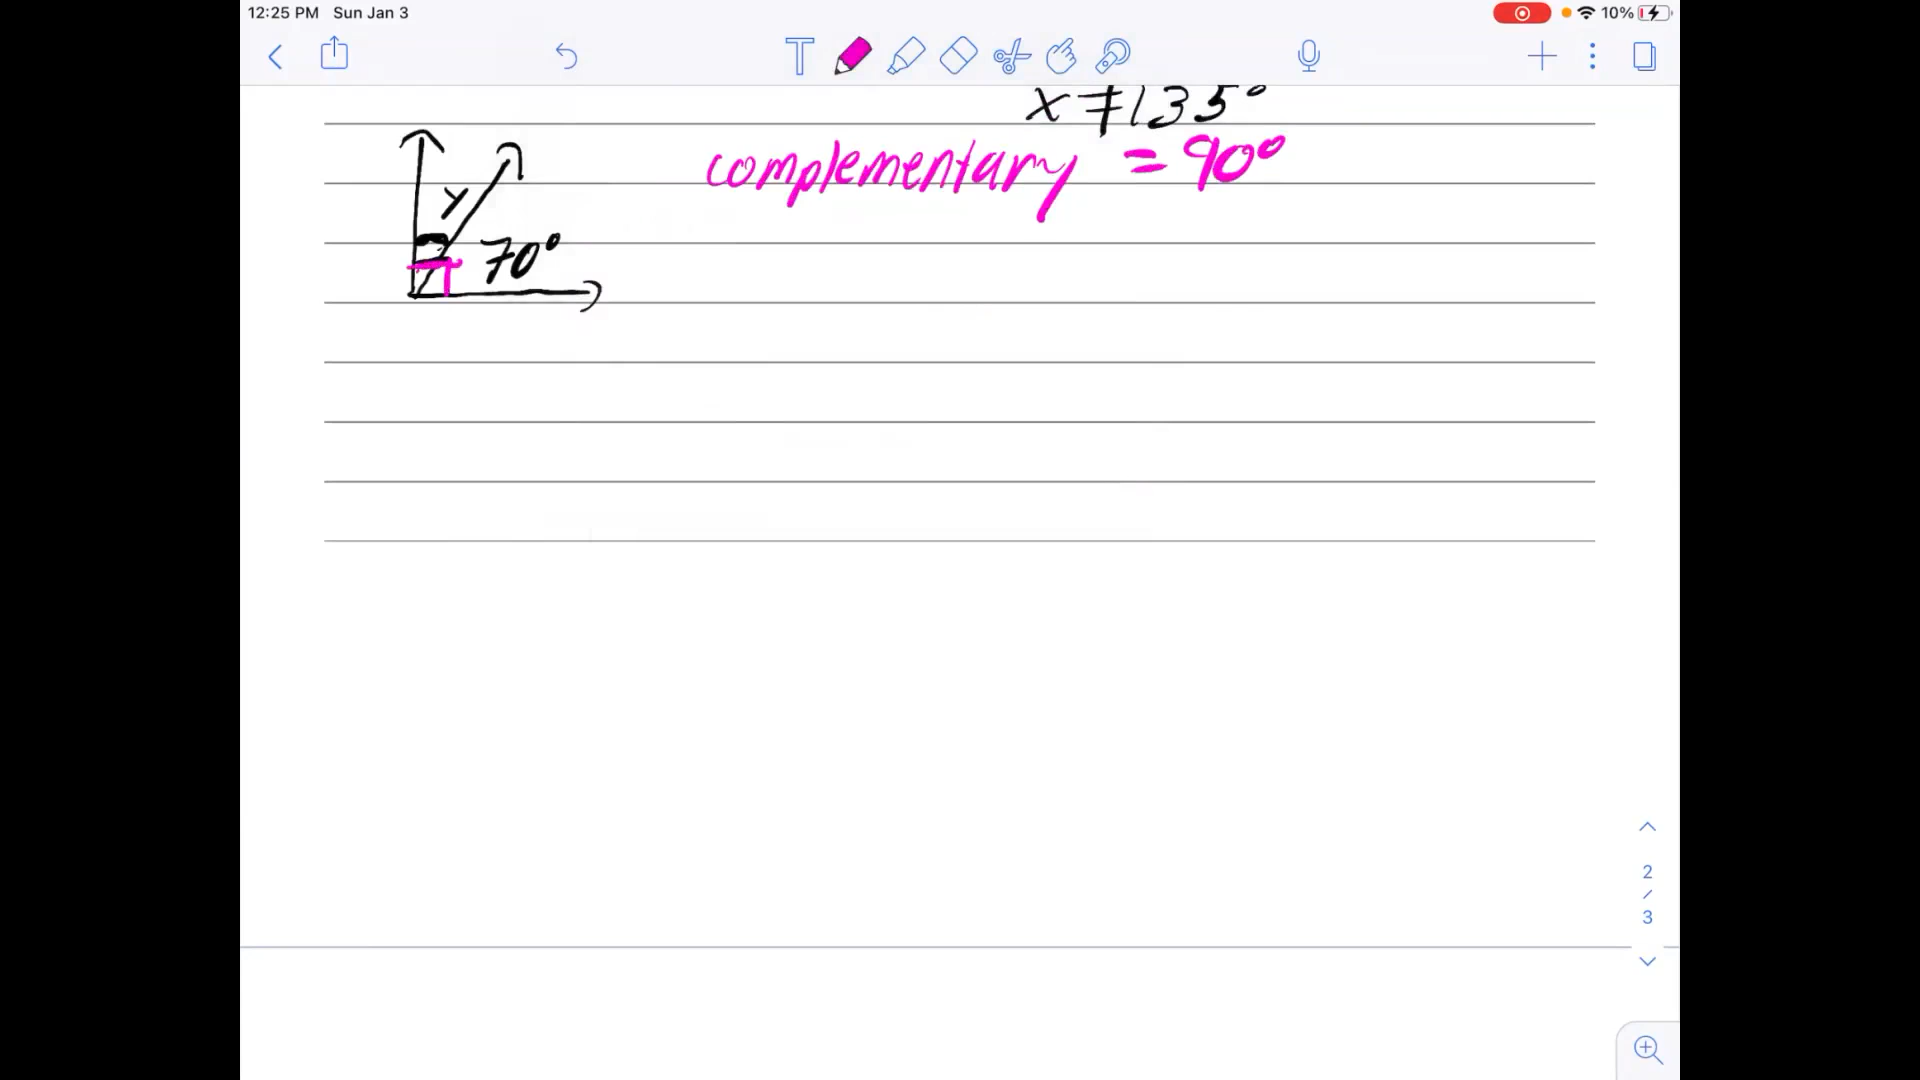 12:25 PM Sun Jan 3
10%
T
x = 135°
complementary = 90°
y
70°
2
/
3